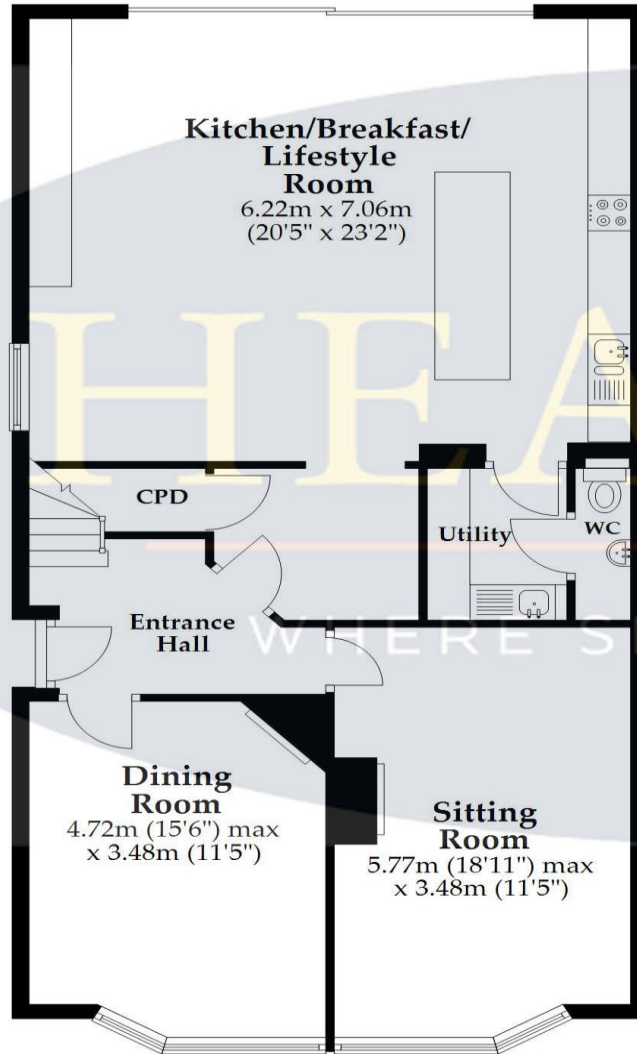 Kitchen/Breakfast/
Lifestyle
Room
6.22m x 7.06m
(20'5" x 23'2")
HEA
CPD
Utility
WC
Entrance
Hall
WHERE S
Dining
Room
4.72m (15'6") max
x 3.48m (11'5")
Sitting
Room
5.77m (18'11") max
x 3.48m (11'5")